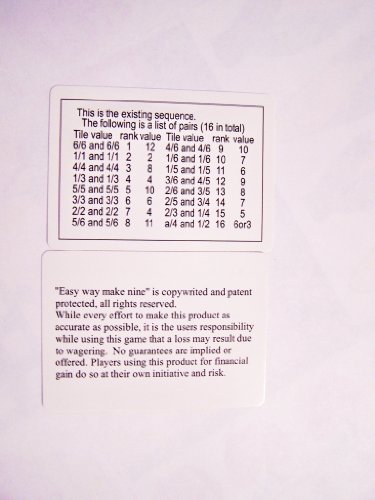 This is the existing sequence.
The following is a list of pairs (16 in total)
Tile value rank value Tile value rank value
6/6 and 6/6 1 12 4/6 and 4/6 9 10
1/1 and 1/1 2 2 1/6 and 1/6 10 7
4/4 and 4/4 3 8 1/5 and 1/5 11 6
1/3 and 1/3 4 4 3/6 and 4/5 12 9
5/5 and 5/5 5 10 2/6 and 3/5 13 8
3/3 and 3/3 6 6 2/5 and 3/4 14 7
2/2 and 2/2 7 4 2/3 and 1/4 15 5
5/6 and 5/6 8 11 a/4 and 1/2 16 6or3
"Easy way make nine" is copywrited and patent
protected, all rights reserved.
While every effort to make this product as
accurate as possible, it is the users responsibility
while using this game that a loss may result due
to wagering. No guarantees are implied or
offered. Players using this product for financial
gain do so at their own initiative and risk.